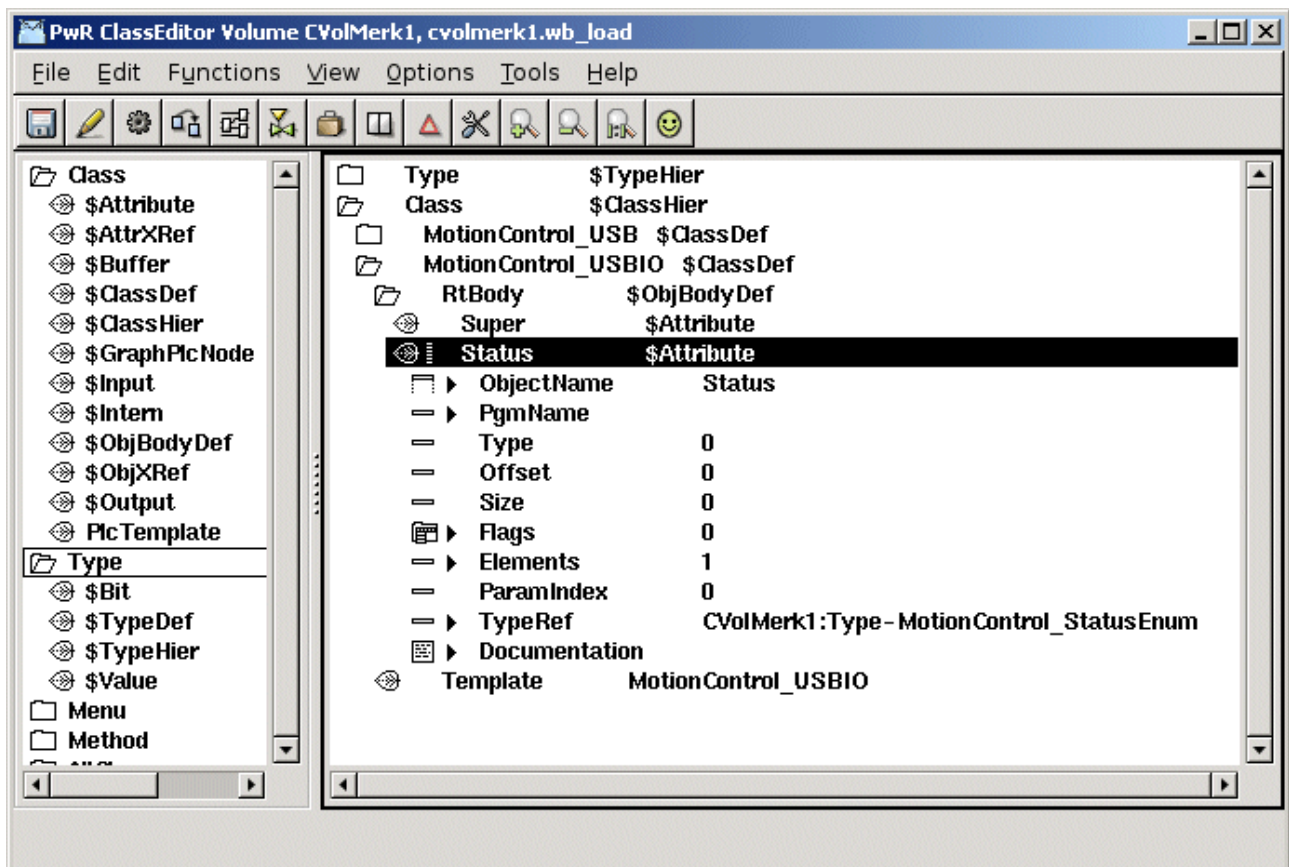 PwR ClassEditor Volume CVolMerk1, cvolmerk1.wb_load
File Edit Functions View Options Tools Help
Class
$Attribute
$AttrXRef
$Buffer
$ClassDef
$ClassHier
$GraphPlcNode
$Input
$Intern
$ObjBodyDef
$ObjXRef
$Output
PlcTemplate
Type
$Bit
$TypeDef
$TypeHier
$Value
Menu
Method
Type $TypeHier
Class $ClassHier
MotionControl_USB $ClassDef
MotionControl_USBIO $ClassDef
RtBody $ObjBodyDef
Super $Attribute
Status $Attribute
ObjectName Status
PgmName
Type 0
Offset 0
Size 0
Flags 0
Elements 1
ParamIndex 0
TypeRef CVolMerk1:Type-MotionControl_StatusEnum
Documentation
Template MotionControl_USBIO